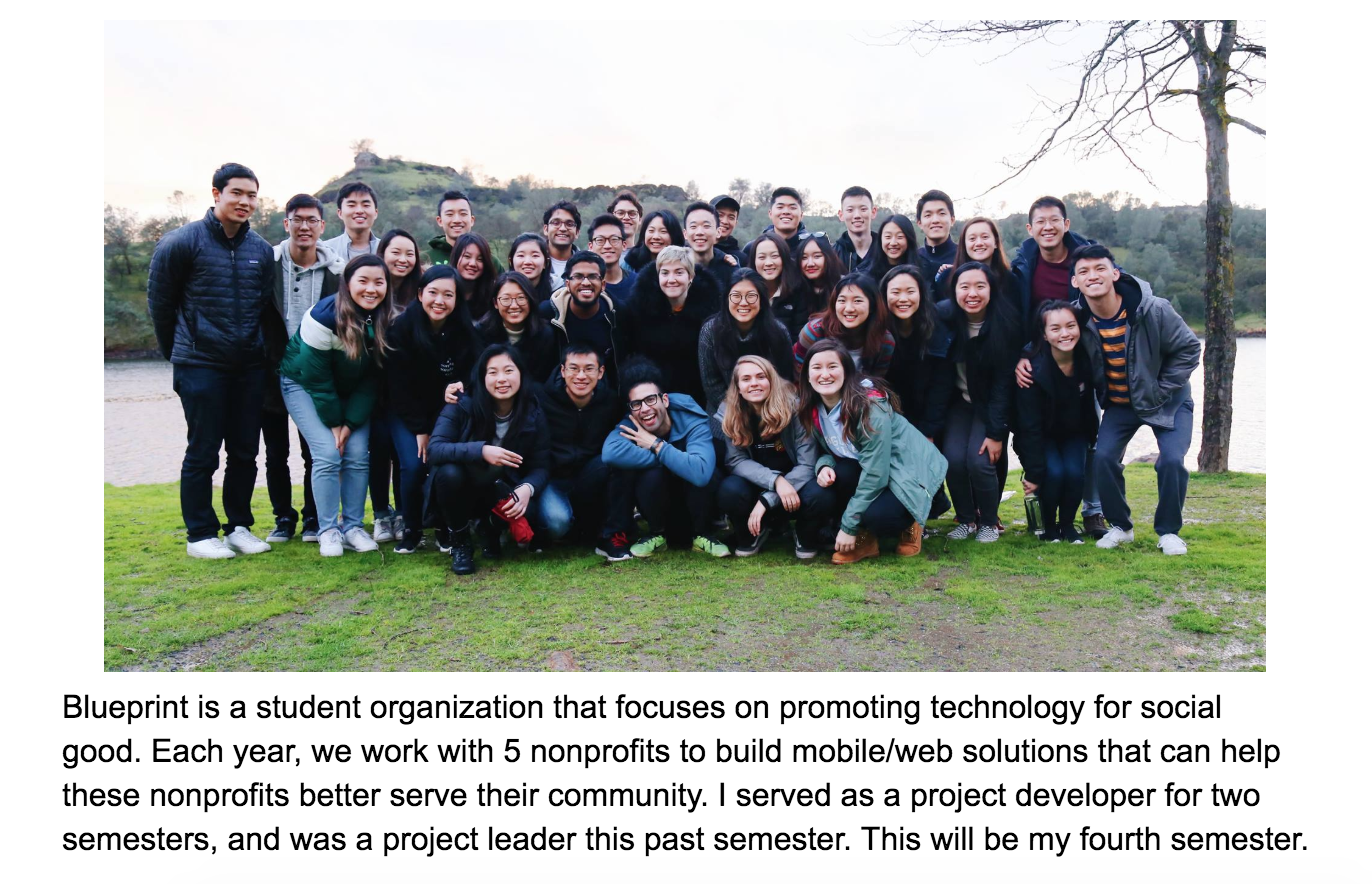 Blueprint is a student organization that focuses on promoting technology for social
good. Each year, we work with 5 nonprofits to build mobile/web solutions that can help
these nonprofits better serve their community. I served as a project developer for two
semesters, and was a project leader this past semester. This will be my fourth semester.